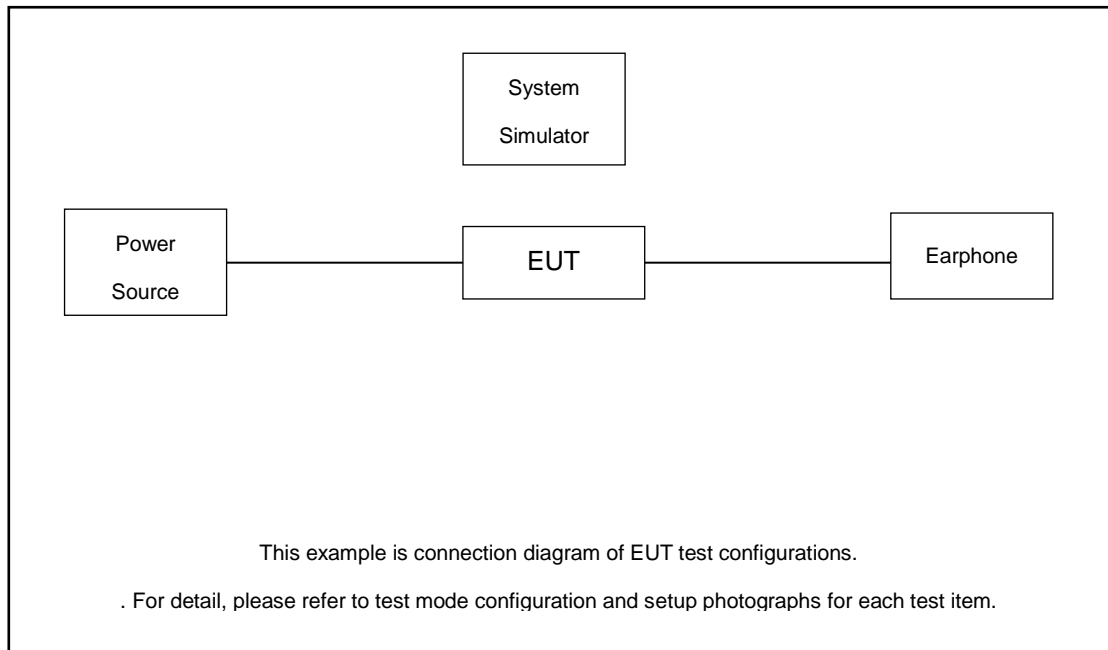 System
Simulator
Power
Source
EUT
Earphone
This example is connection diagram of EUT test configurations.
. For detail, please refer to test mode configuration and setup photographs for each test item.